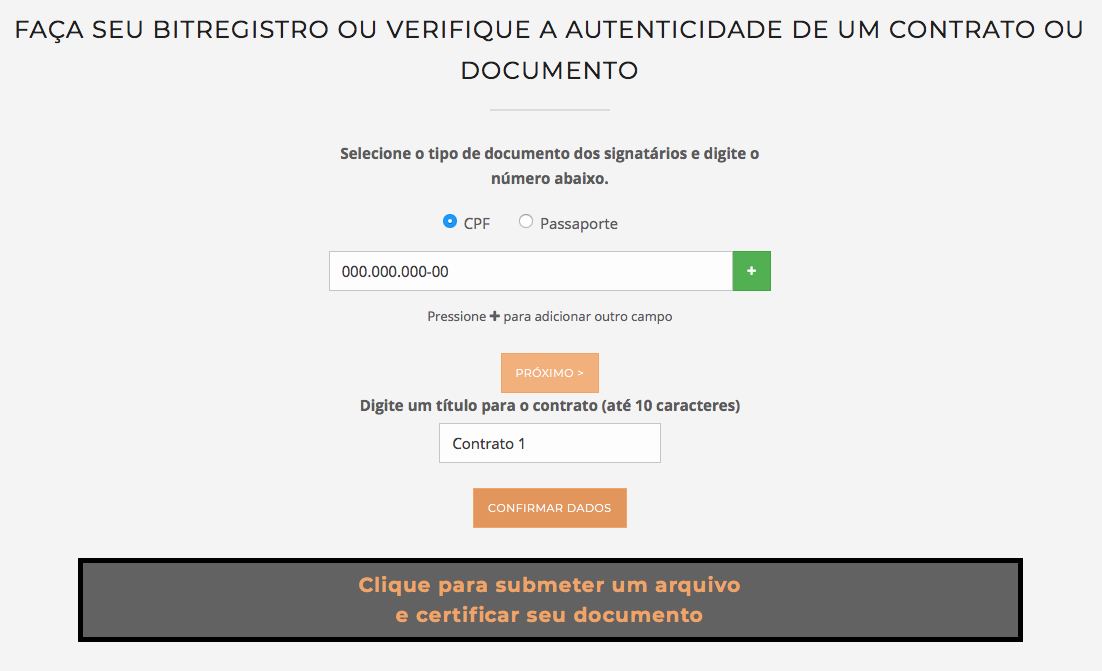 FAÇA SEU BITREGISTRO OU VERIFIQUE A AUTENTICIDADE DE UM CONTRATO OU
DOCUMENTO
Selecione o tipo de documento dos signatários e digite o
número abaixo.
CPF Passaporte
000.000.000-00 +
Pressione + para adicionar outro campo
PRÓXIMO >
Digite um título para o contrato (até 10 caracteres)
Contrato 1
CONFIRMAR DADOS
Clique para submeter um arquivo
e certificar seu documento